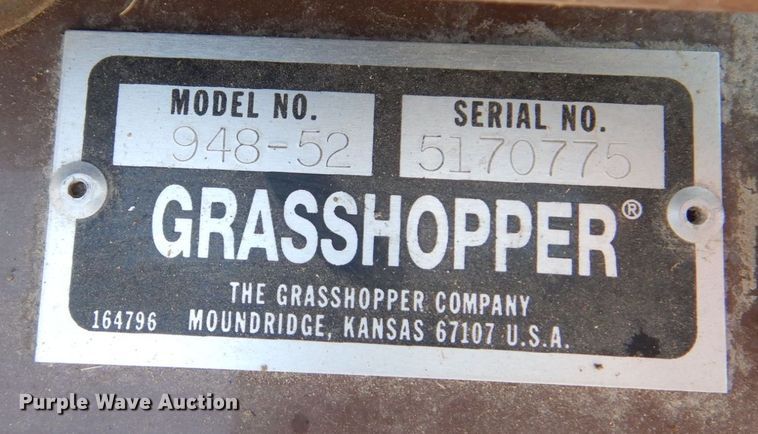 MODEL NO. SERIAL NO.
948-52 5170775
GRASSHOPPER®
THE GRASSHOPPER COMPANY
164796 MOUNDRIDGE, KANSAS 67107 U.S.A.
Purple Wave Auction